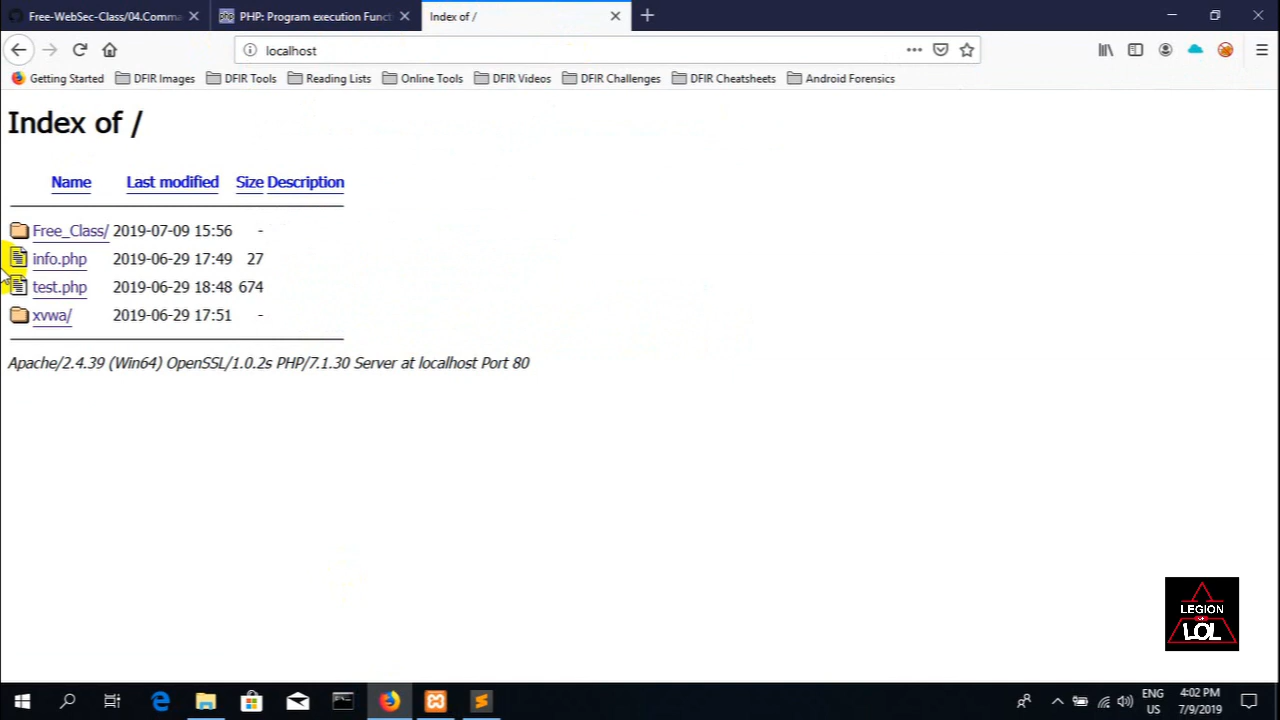 Free-WebSec-Class/04.Comma
PHP: Program execution Funct
Index of /
localhost
Getting Started
DFIR Images
DFIR Tools
Reading Lists
Online Tools
DFIR Videos
DFIR Challenges
DFIR Cheatsheets
Android Forensics
Index of /
Name Last modified Size Description
Free_Class/ 2019-07-09 15:56 -
info.php 2019-06-29 17:49 27
test.php 2019-06-29 18:48 674
xvwa/ 2019-06-29 17:51 -
Apache/2.4.39 (Win64) OpenSSL/1.0.2s PHP/7.1.30 Server at localhost Port 80
LEGION
LOL
ENG
US
4:02 PM
7/9/2019